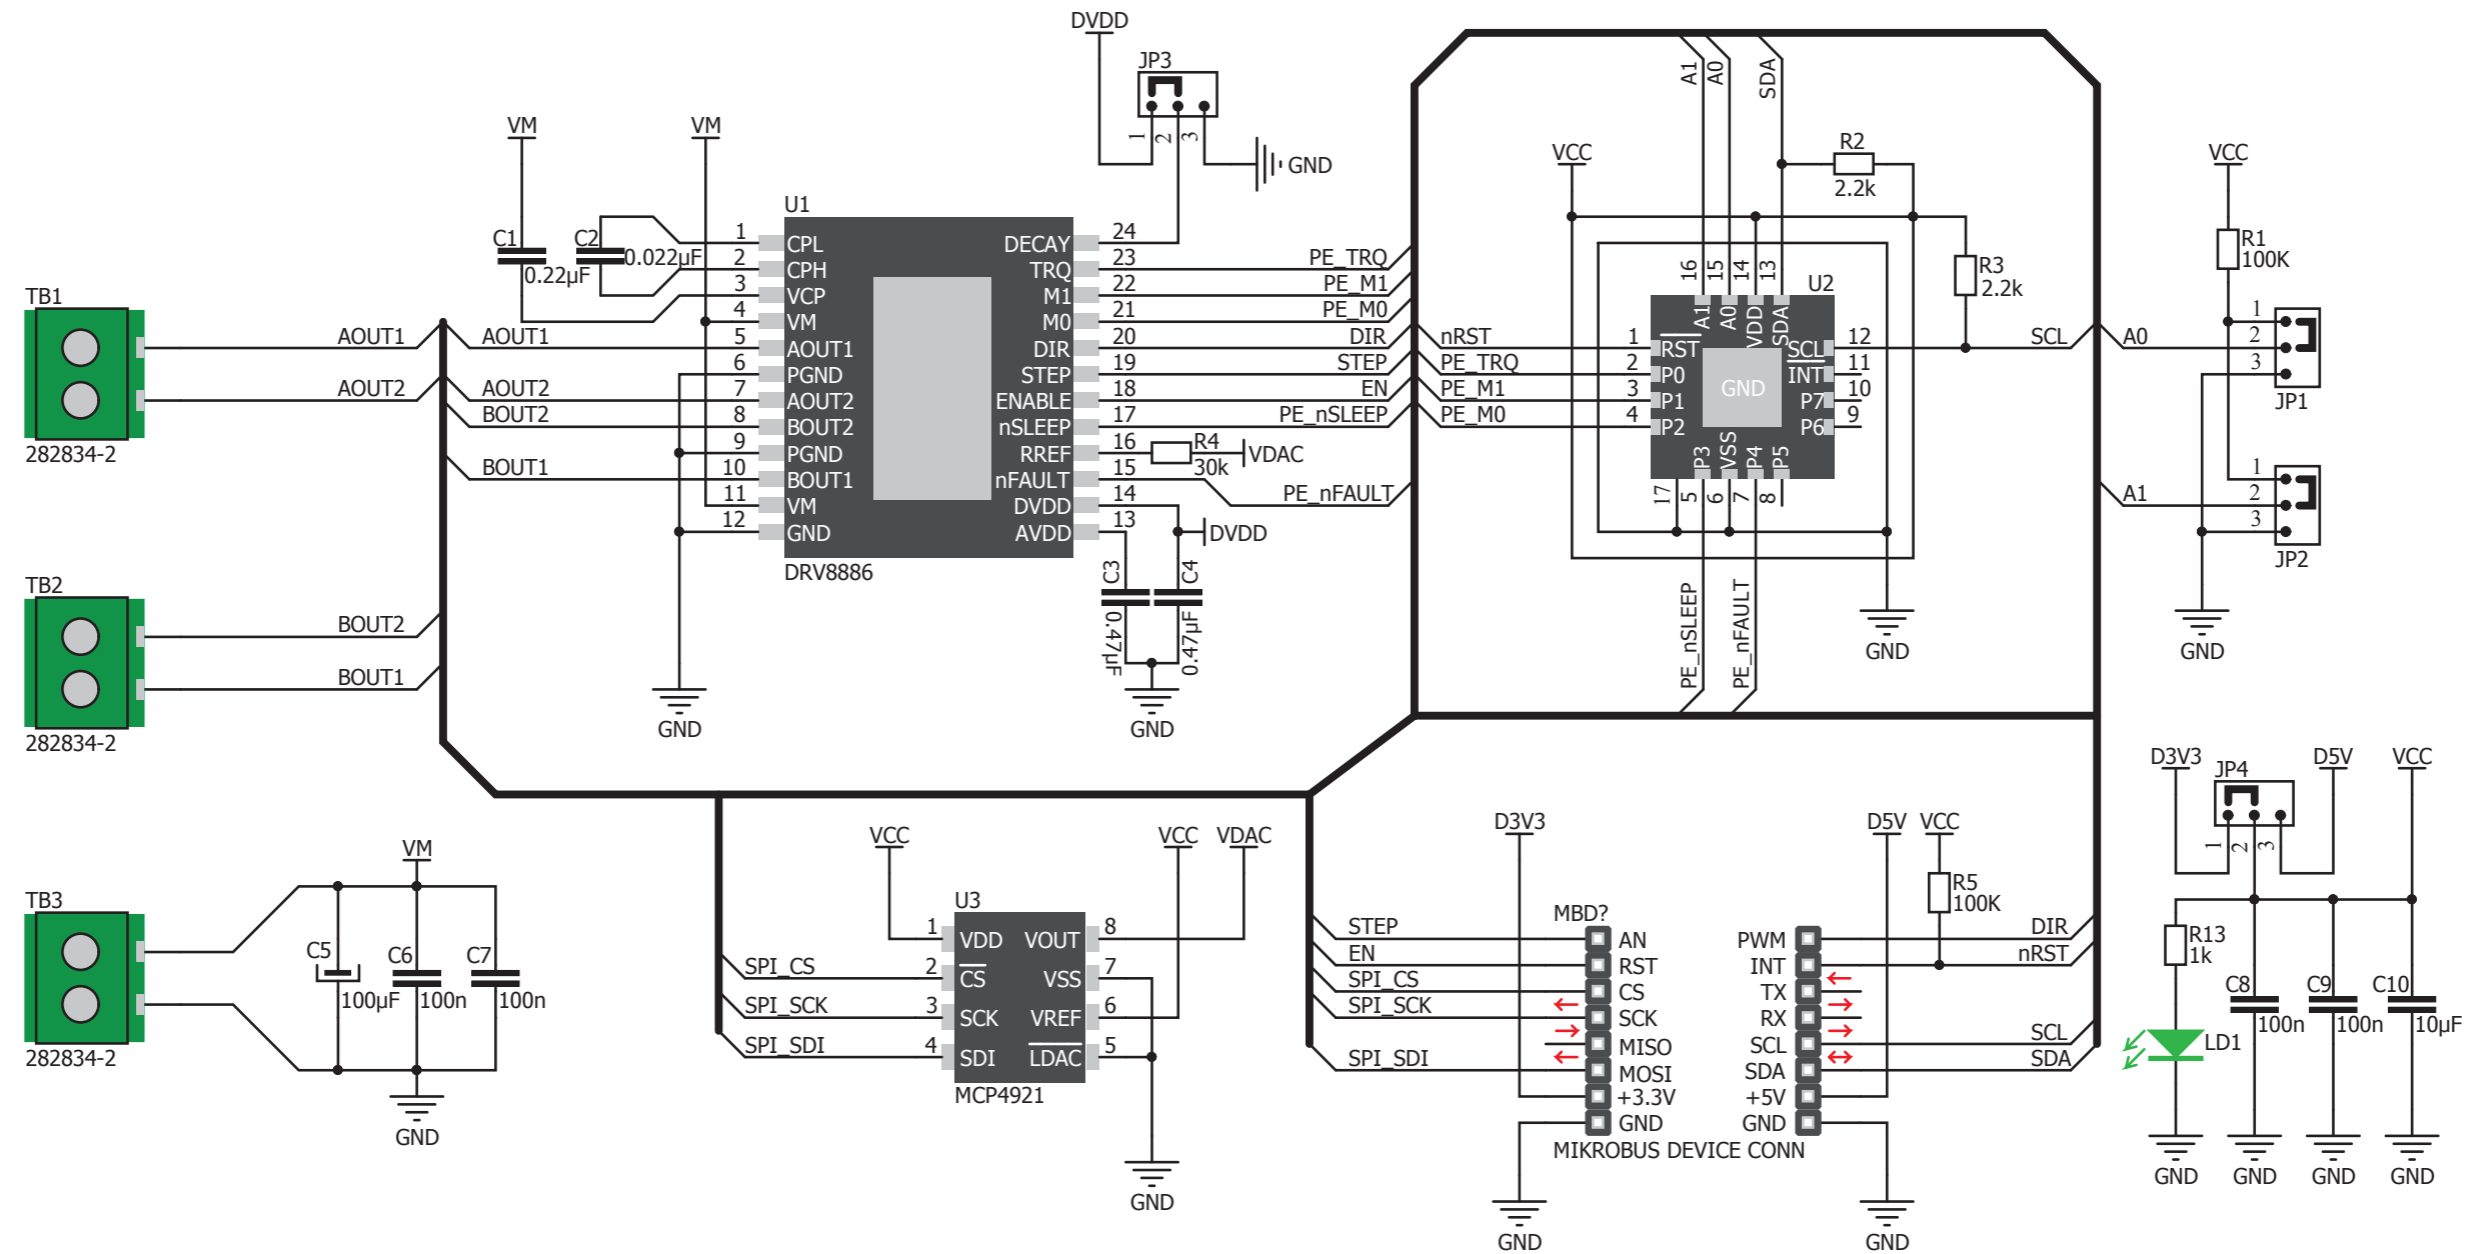 DVDD
JP3
1
2
3
GND
VM
VM
C1
0.22µF
C2
0.022µF
U1
1 CPL
2 CPH
3 VCP
4 VM
5 AOUT1
6 PGND
7 AOUT2
8 BOUT2
9 PGND
10 BOUT1
11 VM
12 GND
DECAY 24
TRQ 23
M1 22
M0 21
DIR 20
STEP 19
ENABLE 18
nSLEEP 17
RREF 16
nFAULT 15
DVDD 14
AVDD 13
DRV8886
TB1
282834-2
AOUT1
AOUT2
AOUT1
AOUT2
BOUT2
BOUT1
TB2
282834-2
BOUT2
BOUT1
GND
PE_TRQ
PE_M1
PE_M0
DIR
STEP
EN
PE_nSLEEP
R4
30k
VDAC
PE_nFAULT
DVDD
C3
0.47µF
C4
0.47µF
GND
A1
A0
SDA
VCC
R2
2.2k
R3
2.2k
U2
16 A1
15 A0
14 VDD
13 SDA
nRST
PE_TRQ
PE_M1
PE_M0
1 RST
2 P0
3 P1
4 P2
GND
SCL 12
INT 11
P7 10
P6 9
17
P3 5
VSS 6
P4 7
P5 8
PE_nSLEEP
PE_nFAULT
GND
SCL
A0
A1
VCC
R1
100K
1
2
3
JP1
1
2
3
JP2
GND
TB3
282834-2
VM
C5
100µF
C6
100n
C7
100n
GND
VCC
VCC
VDAC
U3
SPI_CS
SPI_SCK
SPI_SDI
1 VDD
2 CS
3 SCK
4 SDI
VOUT 8
VSS 7
VREF 6
LDAC 5
MCP4921
GND
D3V3
D5V
VCC
R5
100K
MBD?
STEP
EN
SPI_CS
SPI_SCK
SPI_SDI
AN
RST
CS
SCK
MISO
MOSI
+3.3V
GND
PWM
INT
TX
RX
SCL
SDA
+5V
GND
DIR
nRST
SCL
SDA
MIKROBUS DEVICE CONN
GND
GND
D3V3
JP4
D5V
VCC
1
2
3
R13
1k
LD1
C8
100n
C9
100n
C10
10µF
GND
GND
GND
GND